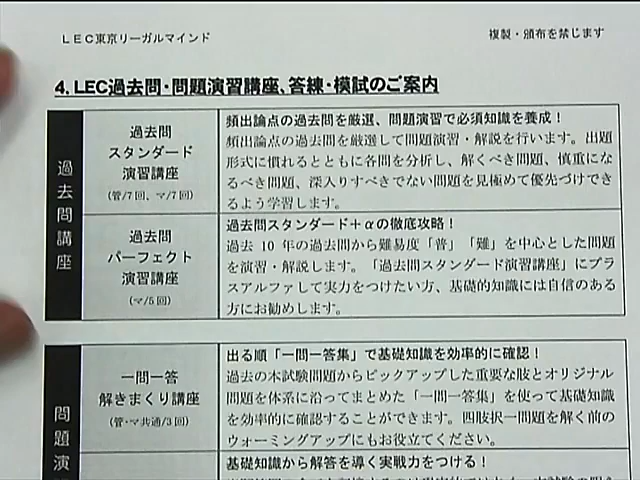 LEC東京リーガルマインド
複製・頒布を禁じます
4. LEC過去問・問題演習講座、答練・模試のご案内
過去問講座
過去問
スタンダード
演習講座
(管/7回、マ/7回)
頻出論点の過去問を厳選、問題演習で必須知識を養成！
頻出論点の過去問を厳選して問題演習・解説を行います。出題
形式に慣れるとともに各問を分析し、解くべき問題、慎重にな
るべき問題、深入りすべきでない問題を見極めて優先づけでき
るよう学習します。
過去問
パーフェクト
演習講座
(マ/5回)
過去問スタンダード＋αの徹底攻略！
過去 10 年の過去問から難易度「普」「難」を中心とした問題
を演習・解説します。「過去問スタンダード演習講座」にプラ
スアルファして実力をつけたい方、基礎的知識には自信のある
方にお勧めします。
問題演
一問一答
解きまくり講座
(管・マ共通/3回)
出る順「一問一答集」で基礎知識を効率的に確認！
過去の本試験問題からピックアップした重要な肢とオリジナル
問題を体系に沿ってまとめた「一問一答集」を使って基礎知識
を効率的に確認することができます。四肢択一問題を解く前の
ウォーミングアップにもお役立てください。
基礎知識から解答を導く実戦力をつける！